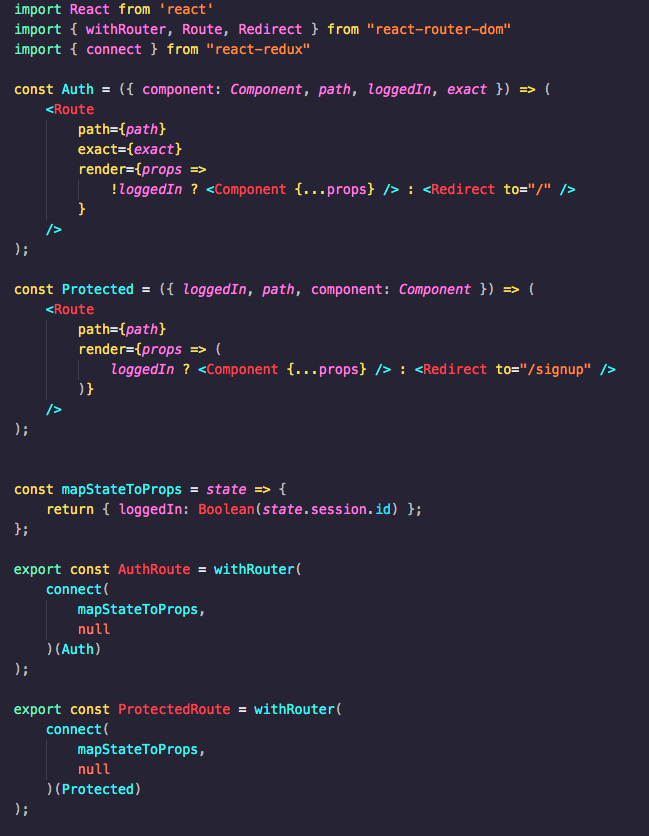 import React from 'react'
import { withRouter, Route, Redirect } from "react-router-dom"
import { connect } from "react-redux"

const Auth = ({ component: Component, path, loggedIn, exact }) => (
    <Route
        path={path}
        exact={exact}
        render={props =>
            !loggedIn ? <Component {...props} /> : <Redirect to="/" />
        }
    />
);

const Protected = ({ loggedIn, path, component: Component }) => (
    <Route
        path={path}
        render={props => (
            loggedIn ? <Component {...props} /> : <Redirect to="/signup" />
        )}
    />
);


const mapStateToProps = state => {
    return { loggedIn: Boolean(state.session.id) };
};

export const AuthRoute = withRouter(
    connect(
        mapStateToProps,
        null
    )(Auth)
);

export const ProtectedRoute = withRouter(
    connect(
        mapStateToProps,
        null
    )(Protected)
);